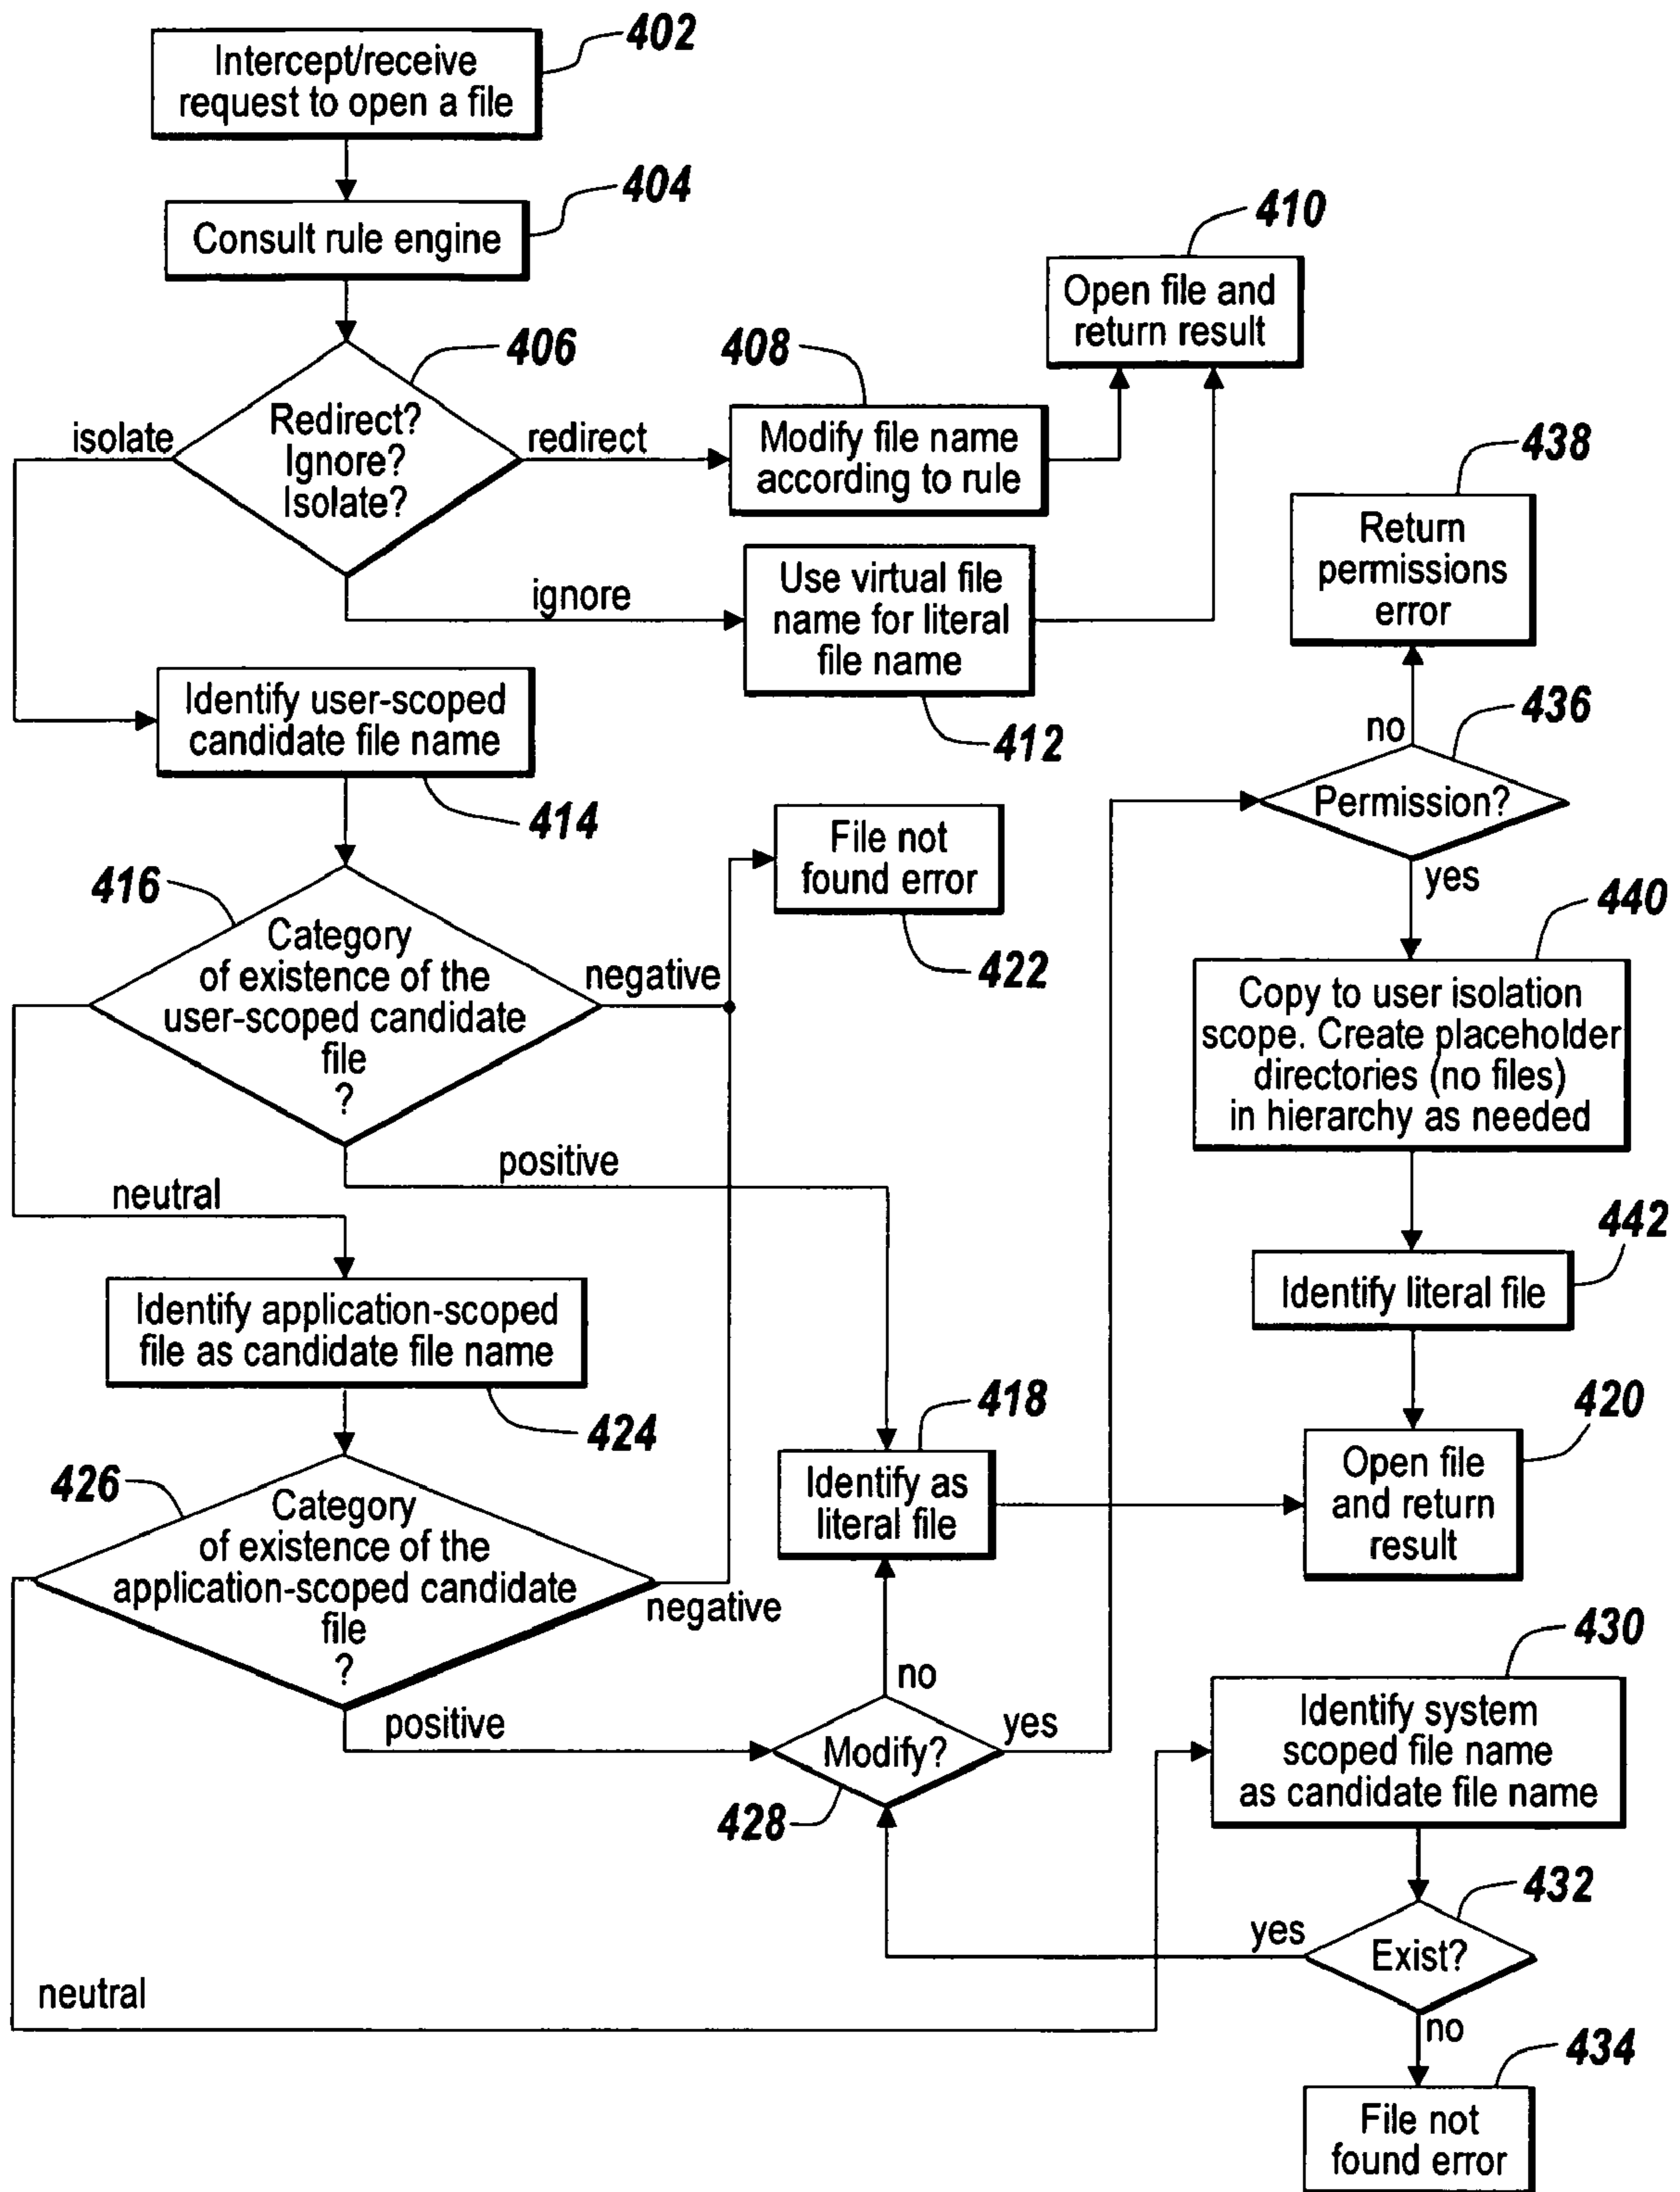 402
Intercept/receive
request to open a file
404
Consult rule engine
410
Open file and
return result
406
Redirect?
Ignore?
Isolate?
isolate
redirect
ignore
408
Modify file name
according to rule
Use virtual file
name for literal
file name
412
438
Return
permissions
error
436
no
Permission?
yes
Identify user-scoped
candidate file name
414
416
Category
of existence of the
user-scoped candidate
file
?
negative
positive
neutral
File not
found error
422
440
Copy to user isolation
scope. Create placeholder
directories (no files)
in hierarchy as needed
442
Identify literal file
420
Open file
and return
result
Identify application-scoped
file as candidate file name
424
426
Category
of existence of the
application-scoped candidate
file
?
negative
positive
neutral
418
Identify as
literal file
no
Modify?
yes
428
430
Identify system
scoped file name
as candidate file name
432
yes
Exist?
no
434
File not
found error